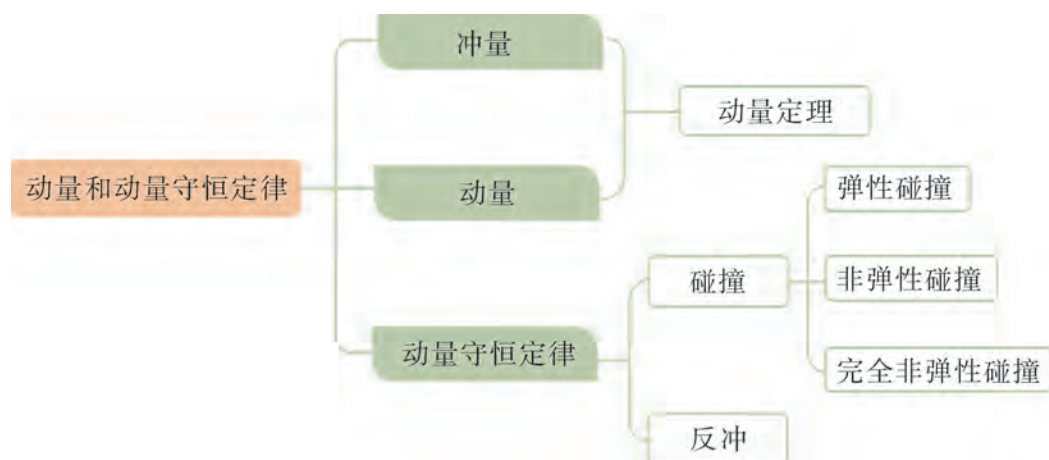 冲量
动量定理
动量和动量守恒定律
动量
弹性碰撞
碰撞
非弹性碰撞
动量守恒定律
完全非弹性碰撞
反冲